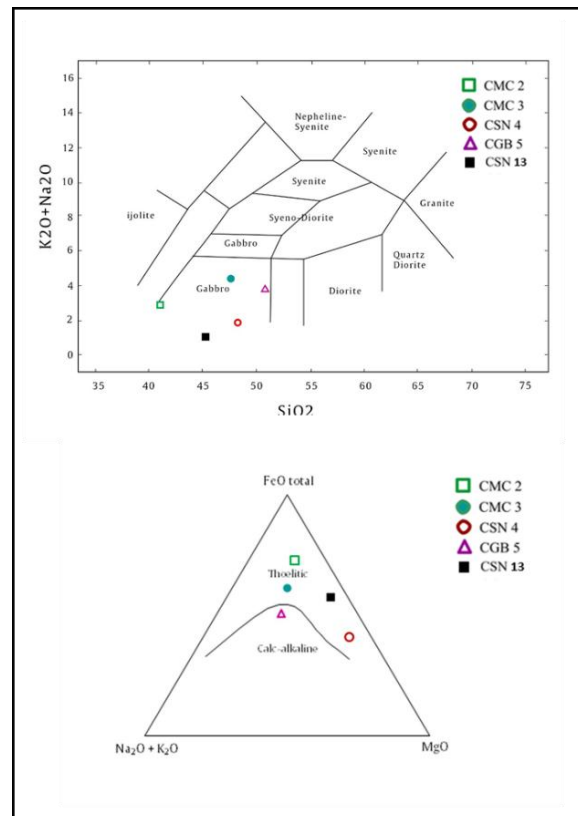 K2O+Na2O
16
14
12
10
8
6
4
2
0
35
40
45
50
55
60
65
70
75
SiO2
CMC 2
CMC 3
CSN 4
CGB 5
CSN 13
Nepheline-
Syenite
Syenite
Syenite
Granite
ijolite
Syeno-Diorite
Gabbro
Quartz
Diorite
Gabbro
Diorite
FeO total
CMC 2
CMC 3
CSN 4
CGB 5
CSN 13
Thoelitic
Calc-alkaline
Na₂O + K₂O
MgO